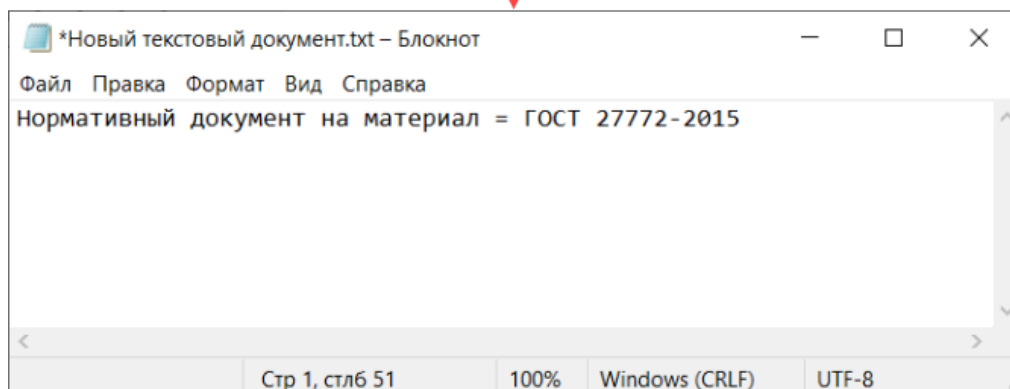 *Новый текстовый документ.txt – Блокнот
Файл Правка Формат Вид Справка
Нормативный документ на материал = ГОСТ 27772-2015
Стр 1, стлб 51 100% Windows (CRLF) UTF-8